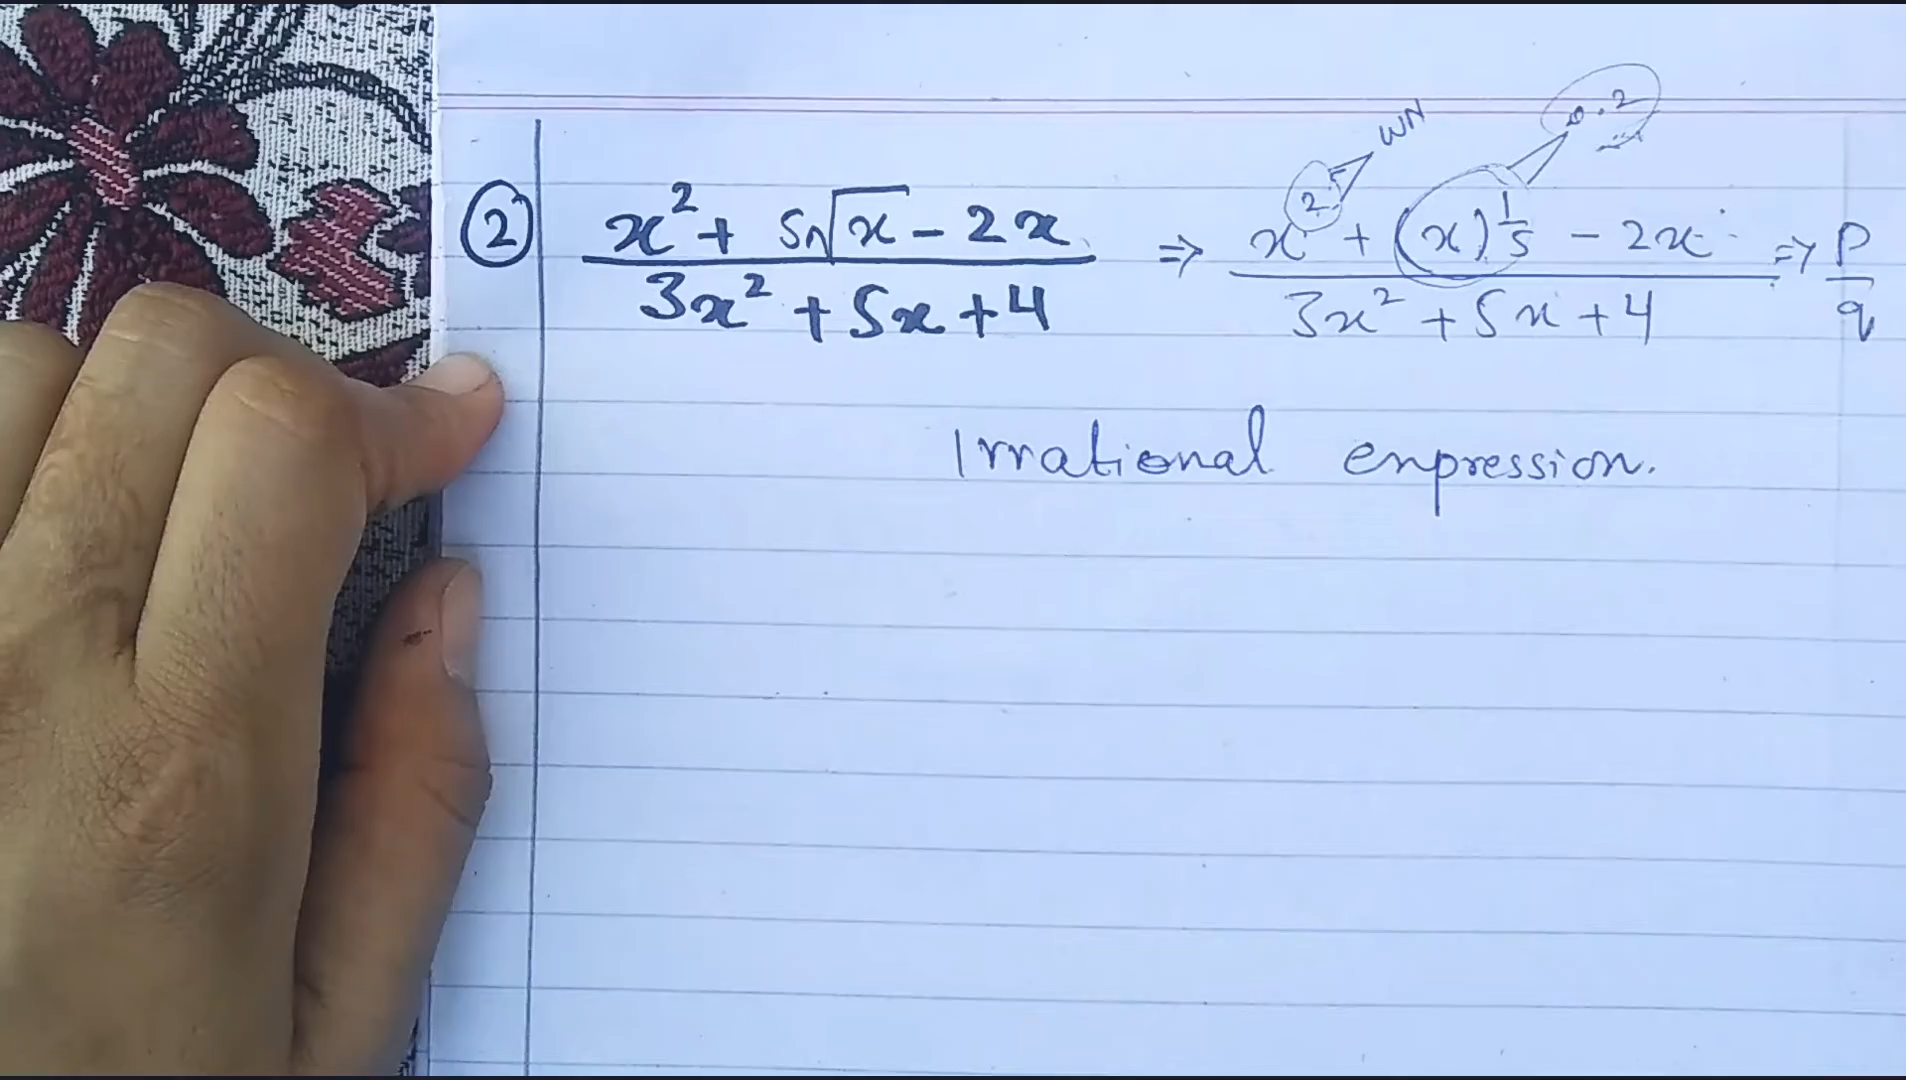 ② (x² + 5√x - 2x)/(3x² + 5x + 4) ⇒ (x² + (x)^(1/5) - 2x)/(3x² + 5x + 4) ⇒ p/q
WN
0.2
Irrational enpression.